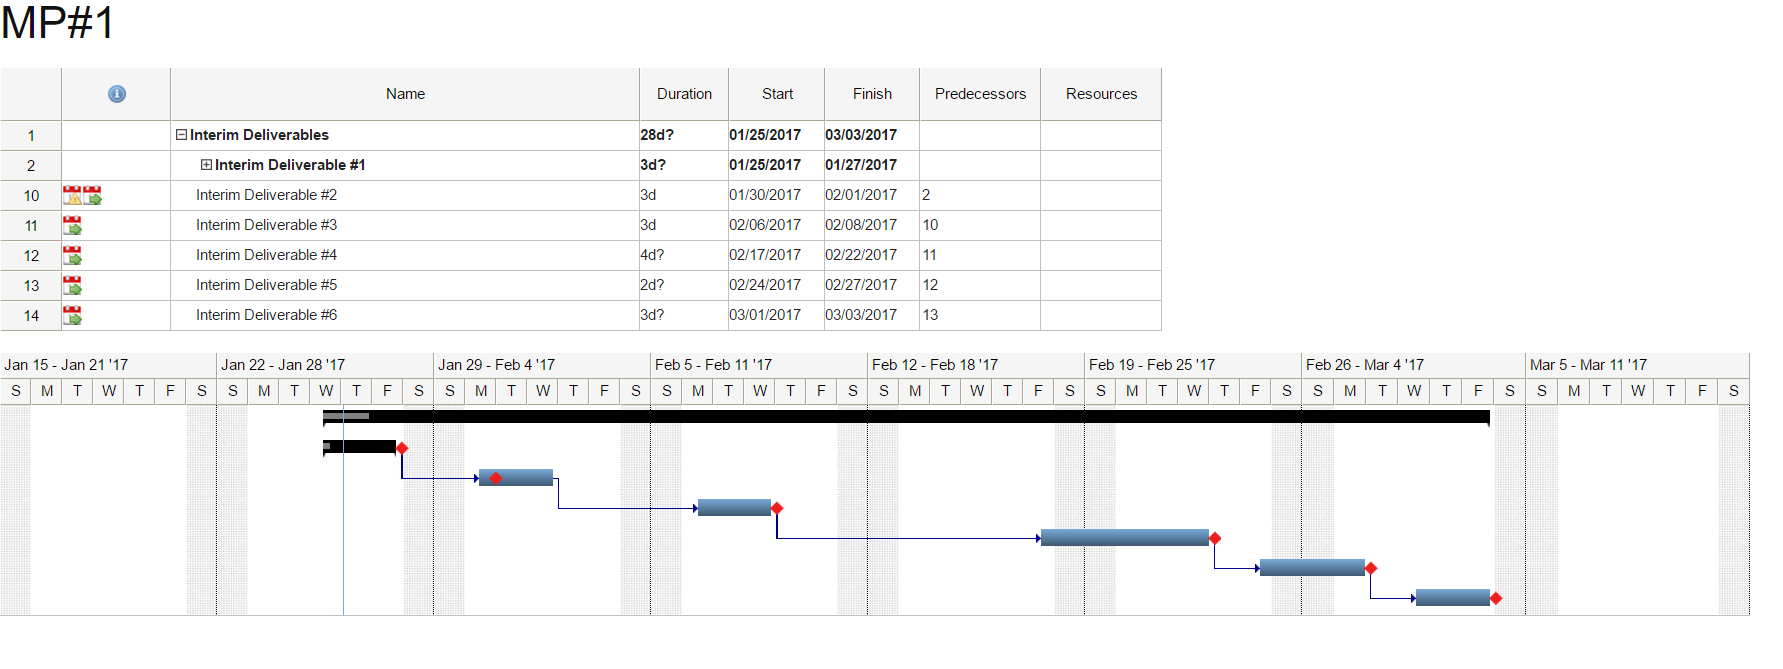 MP#1
Name Duration Start Finish Predecessors Resources
1 Interim Deliverables 28d? 01/25/2017 03/03/2017
2 Interim Deliverable #1 3d? 01/25/2017 01/27/2017
10 Interim Deliverable #2 3d 01/30/2017 02/01/2017 2
11 Interim Deliverable #3 3d 02/06/2017 02/08/2017 10
12 Interim Deliverable #4 4d? 02/17/2017 02/22/2017 11
13 Interim Deliverable #5 2d? 02/24/2017 02/27/2017 12
14 Interim Deliverable #6 3d? 03/01/2017 03/03/2017 13
Jan 15 - Jan 21 '17 Jan 22 - Jan 28 '17 Jan 29 - Feb 4 '17 Feb 5 - Feb 11 '17 Feb 12 - Feb 18 '17 Feb 19 - Feb 25 '17 Feb 26 - Mar 4 '17 Mar 5 - Mar 11 '17
S M T W T F S S M T W T F S S M T W T F S S M T W T F S S M T W T F S S M T W T F S S M T W T F S S M T W T F S